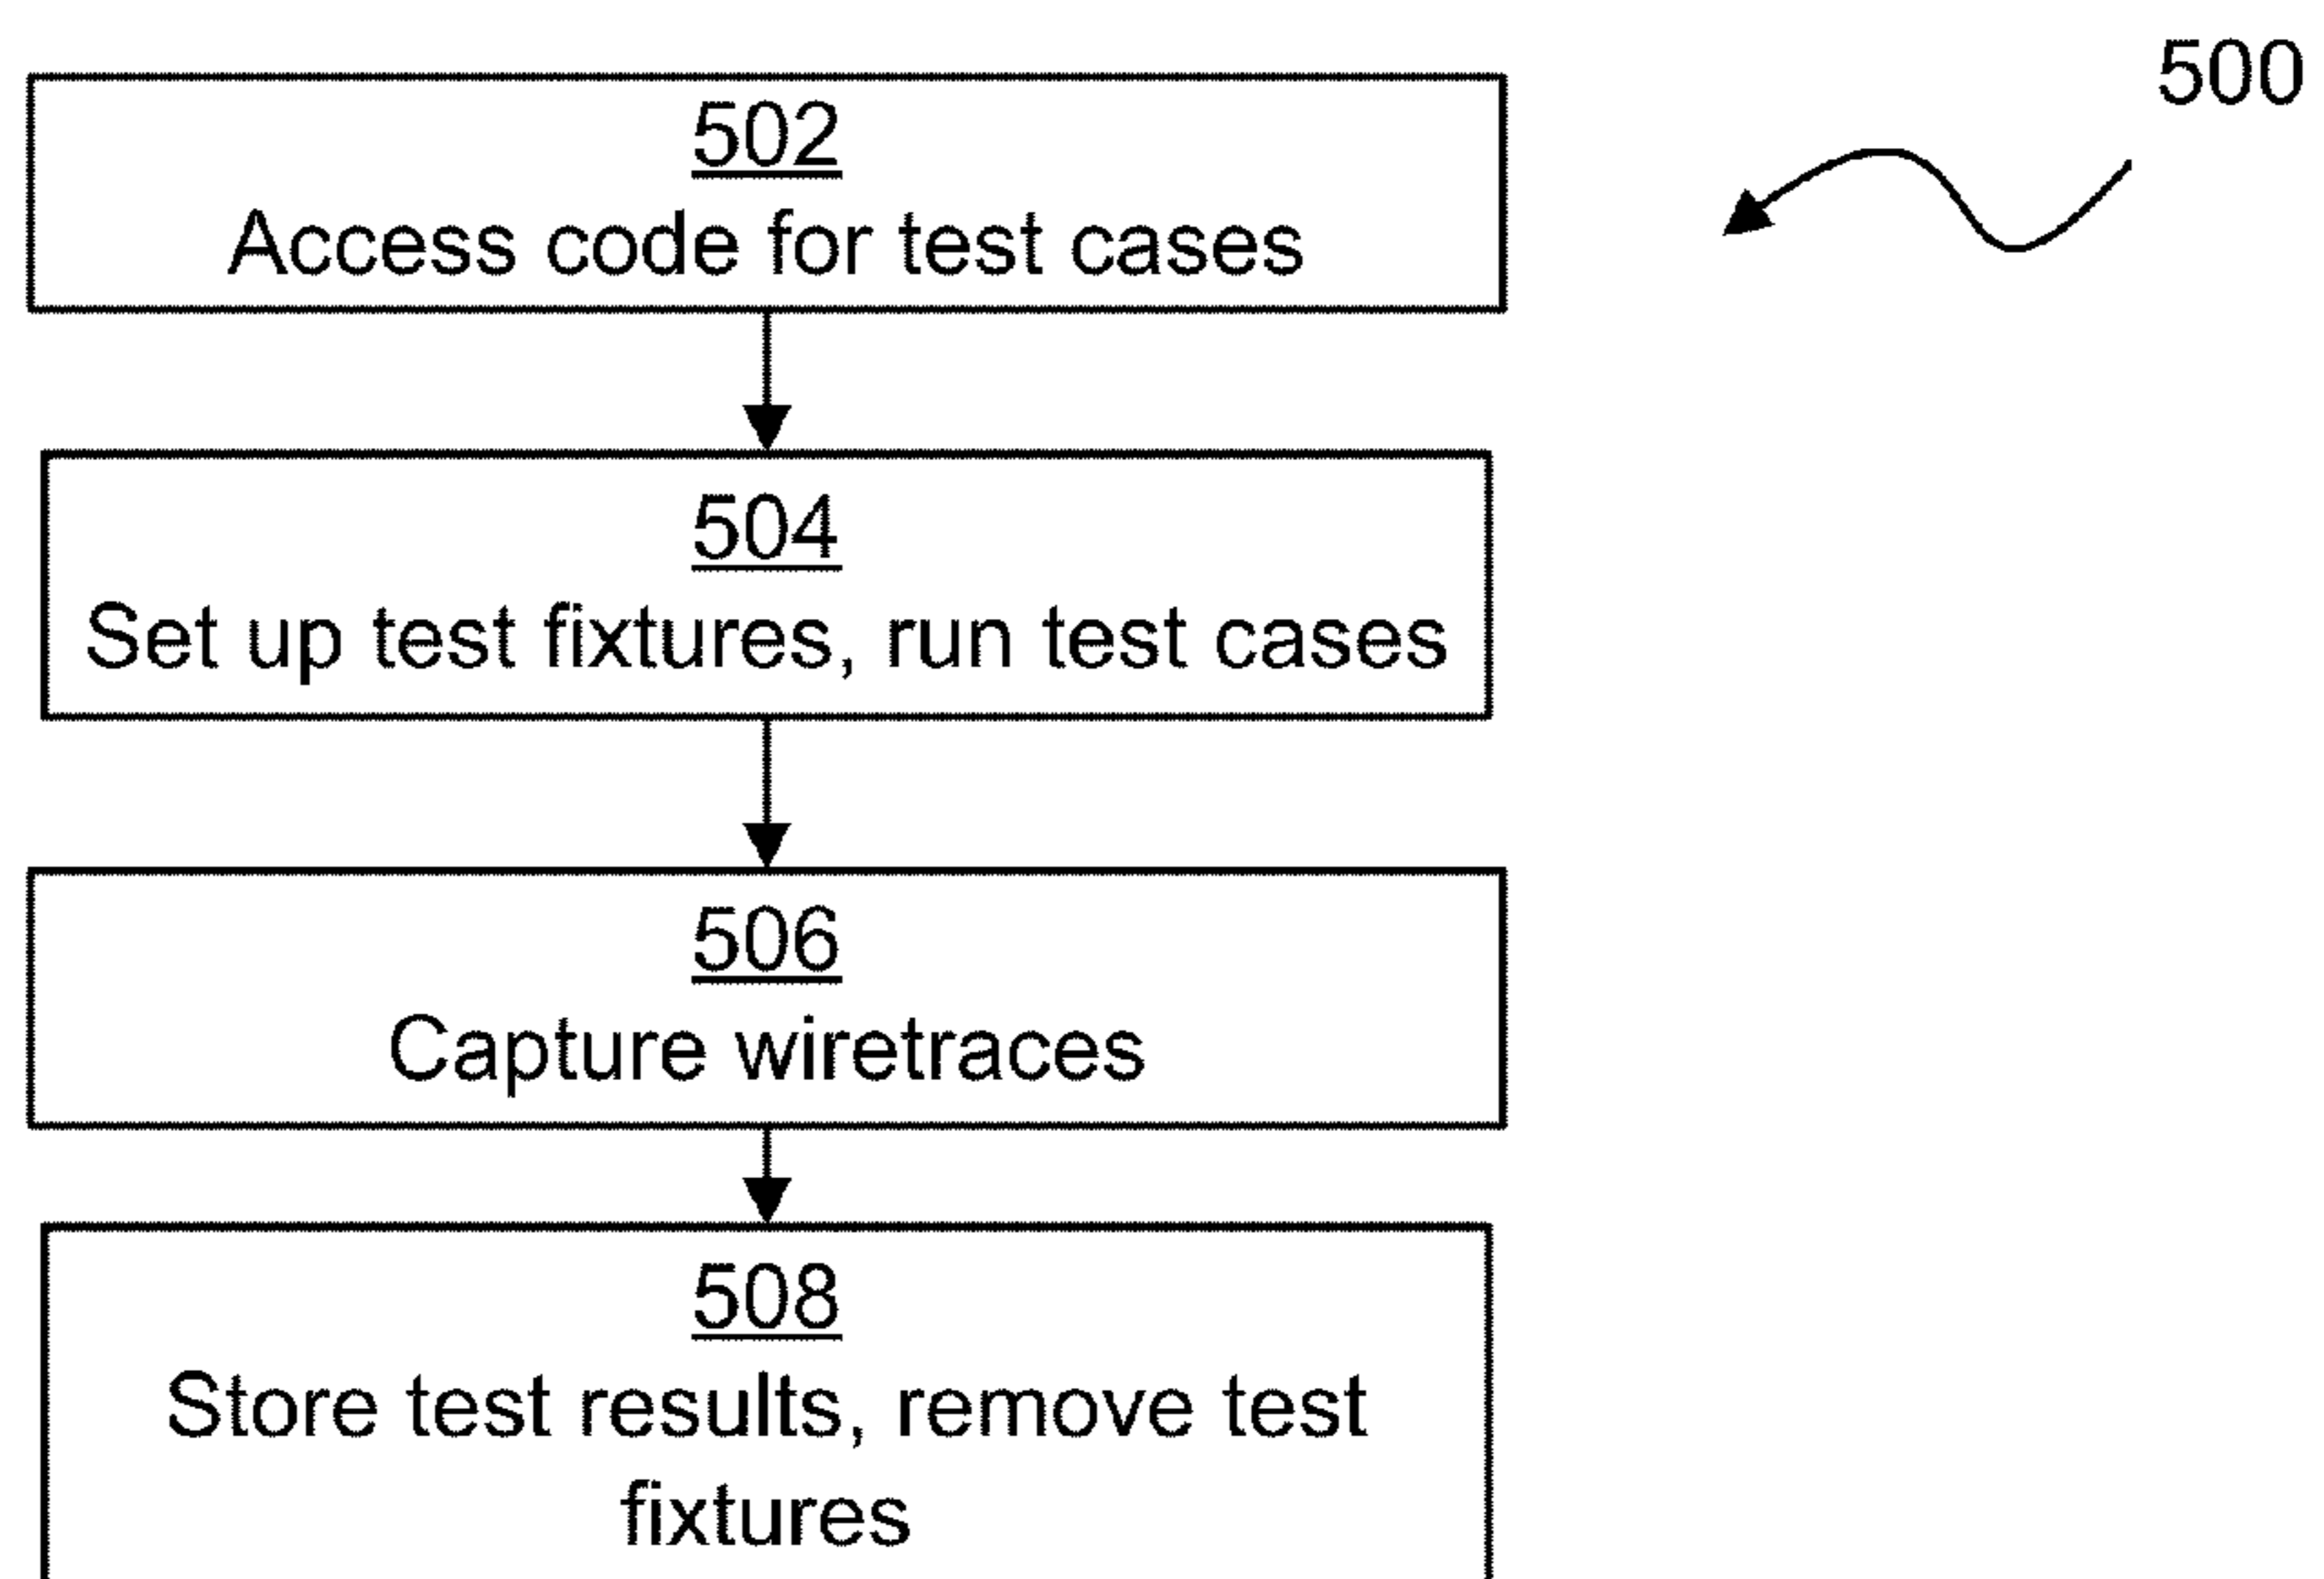 500
502
Access code for test cases
504
Set up test fixtures, run test cases
506
Capture wiretraces
508
Store test results, remove test
fixtures